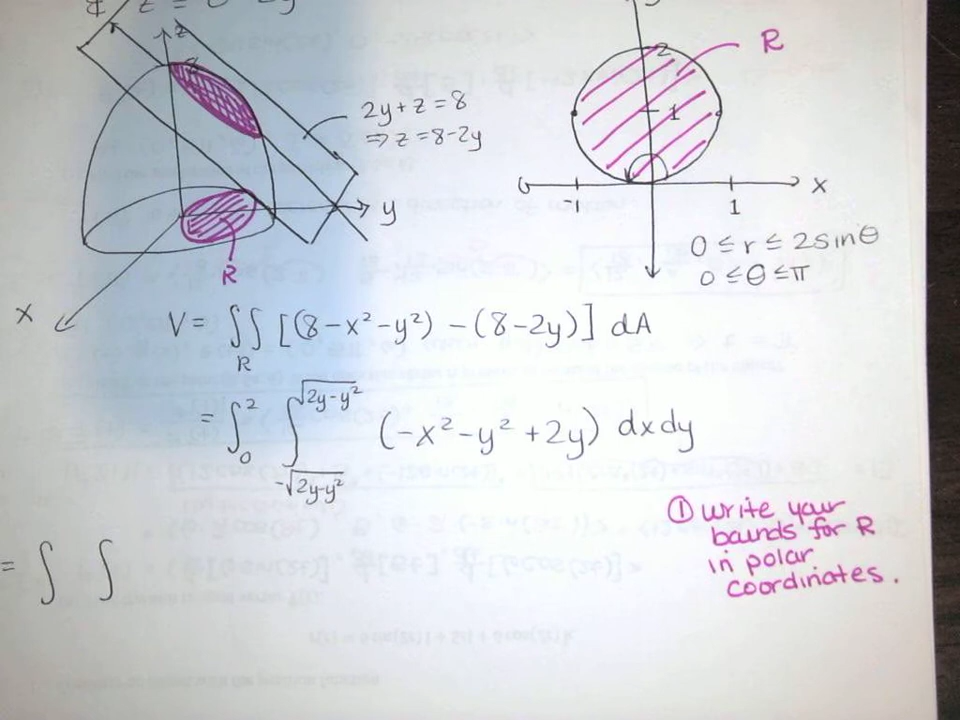 z
2y + z = 8
⇒ z = 8 - 2y
y
x
R
2
1
R
x
1
0 ≤ r ≤ 2sinθ
0 ≤ θ ≤ π
V = ∬_R [(8 - x² - y²) - (8 - 2y)] dA
= ∫_0^2 ∫_{-√(2y-y²)}^{√(2y-y²)} (-x² - y² + 2y) dx dy
= ∫ ∫
① Write your
bounds for R
in polar
coordinates.